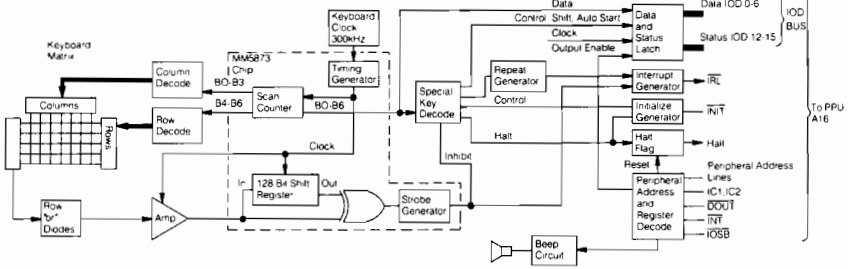 Data
Data IOD 0-6
IOD
BUS
Keyboard
Clock
300kHz
Control Shift, Auto Start
Data
and
Status
Latch
Clock
Output Enable
Status IOD 12-15
Keyboard
Matrix
MM5873
Chip
Column
Decode
BO-B3
Timing
Generator
Repeat
Generator
Interrupt
Generator
IRL
Columns
B4-B6
Scan
Counter
BO-B6
Special
Key
Decode
Control
Initialize
Generator
INIT
To PPU
A16
Rows
Row
Decode
Clock
Halt
Halt
Flag
Halt
Inhibit
Reset
Peripheral Address
Lines
In
128 Bit Shift
Register
Out
Peripheral
Address
and
Register
Decode
IC1, IC2
Row
"or"
Diodes
Amp
Strobe
Generator
DOUT
INT
IOSB
Beep
Circuit